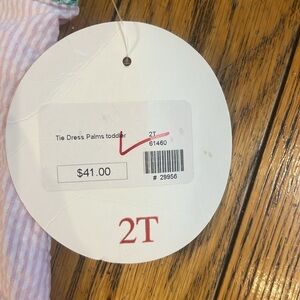 Tie Dress Palms toddler 2T
61460
$41.00
# 29956
2T